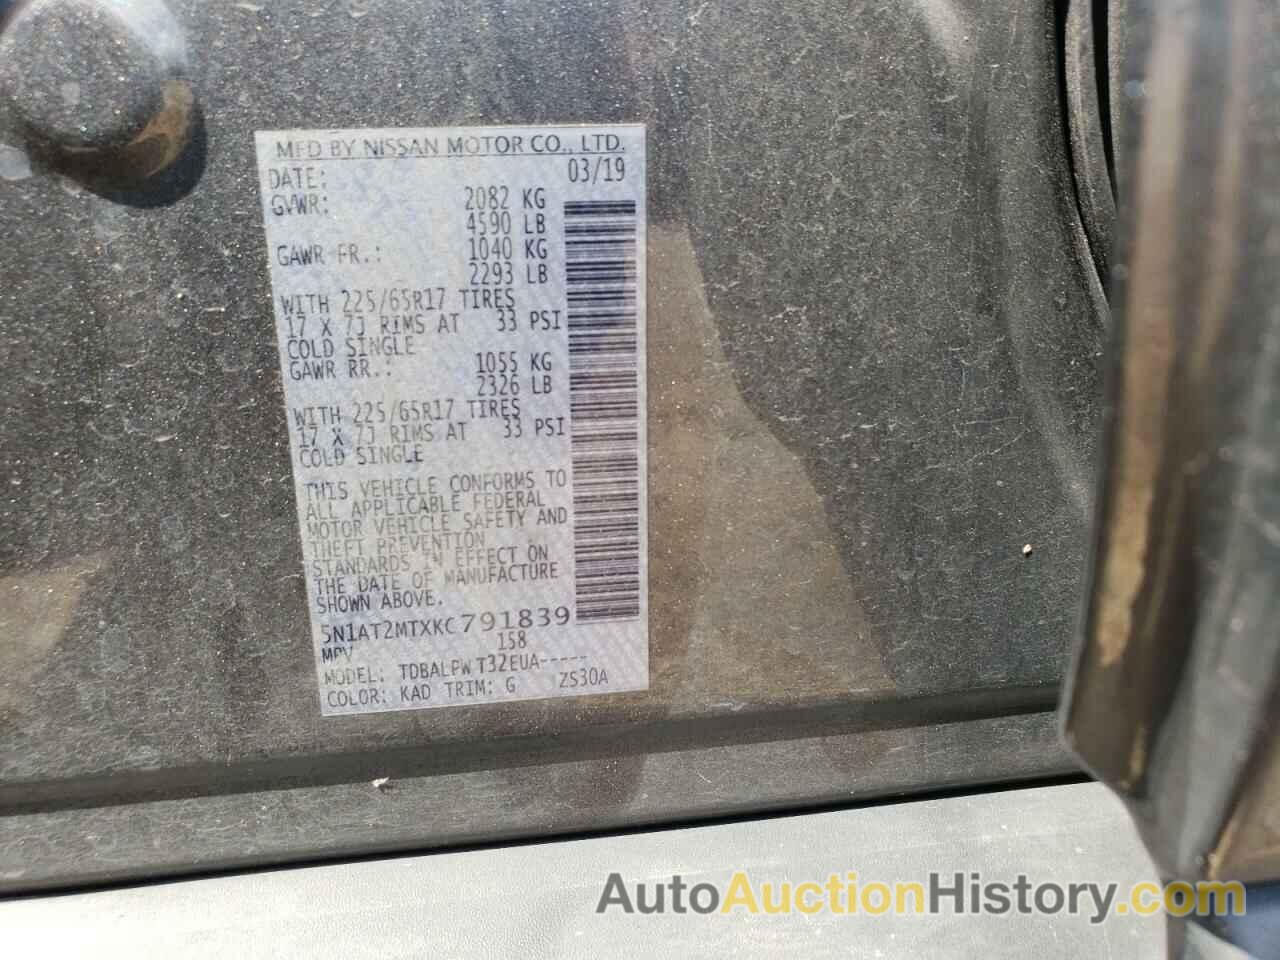 MFD BY NISSAN MOTOR CO., LTD.
DATE: 03/19
GVWR: 2082 KG
4590 LB
GAWR FR.: 1040 KG
2293 LB
WITH 225/65R17 TIRES
17 X 7J RIMS AT 33 PSI
COLD SINGLE
GAWR RR.: 1055 KG
2326 LB
WITH 225/65R17 TIRES
17 X 7J RIMS AT 33 PSI
COLD SINGLE
THIS VEHICLE CONFORMS TO
ALL APPLICABLE FEDERAL
MOTOR VEHICLE SAFETY AND
THEFT PREVENTION
STANDARDS IN EFFECT ON
THE DATE OF MANUFACTURE
SHOWN ABOVE.
5N1AT2MTXKC791839
MPV 158
MODEL: TDBALPW T32EUA-----
COLOR: KAD TRIM: G ZS30A
AutoAuctionHistory.com